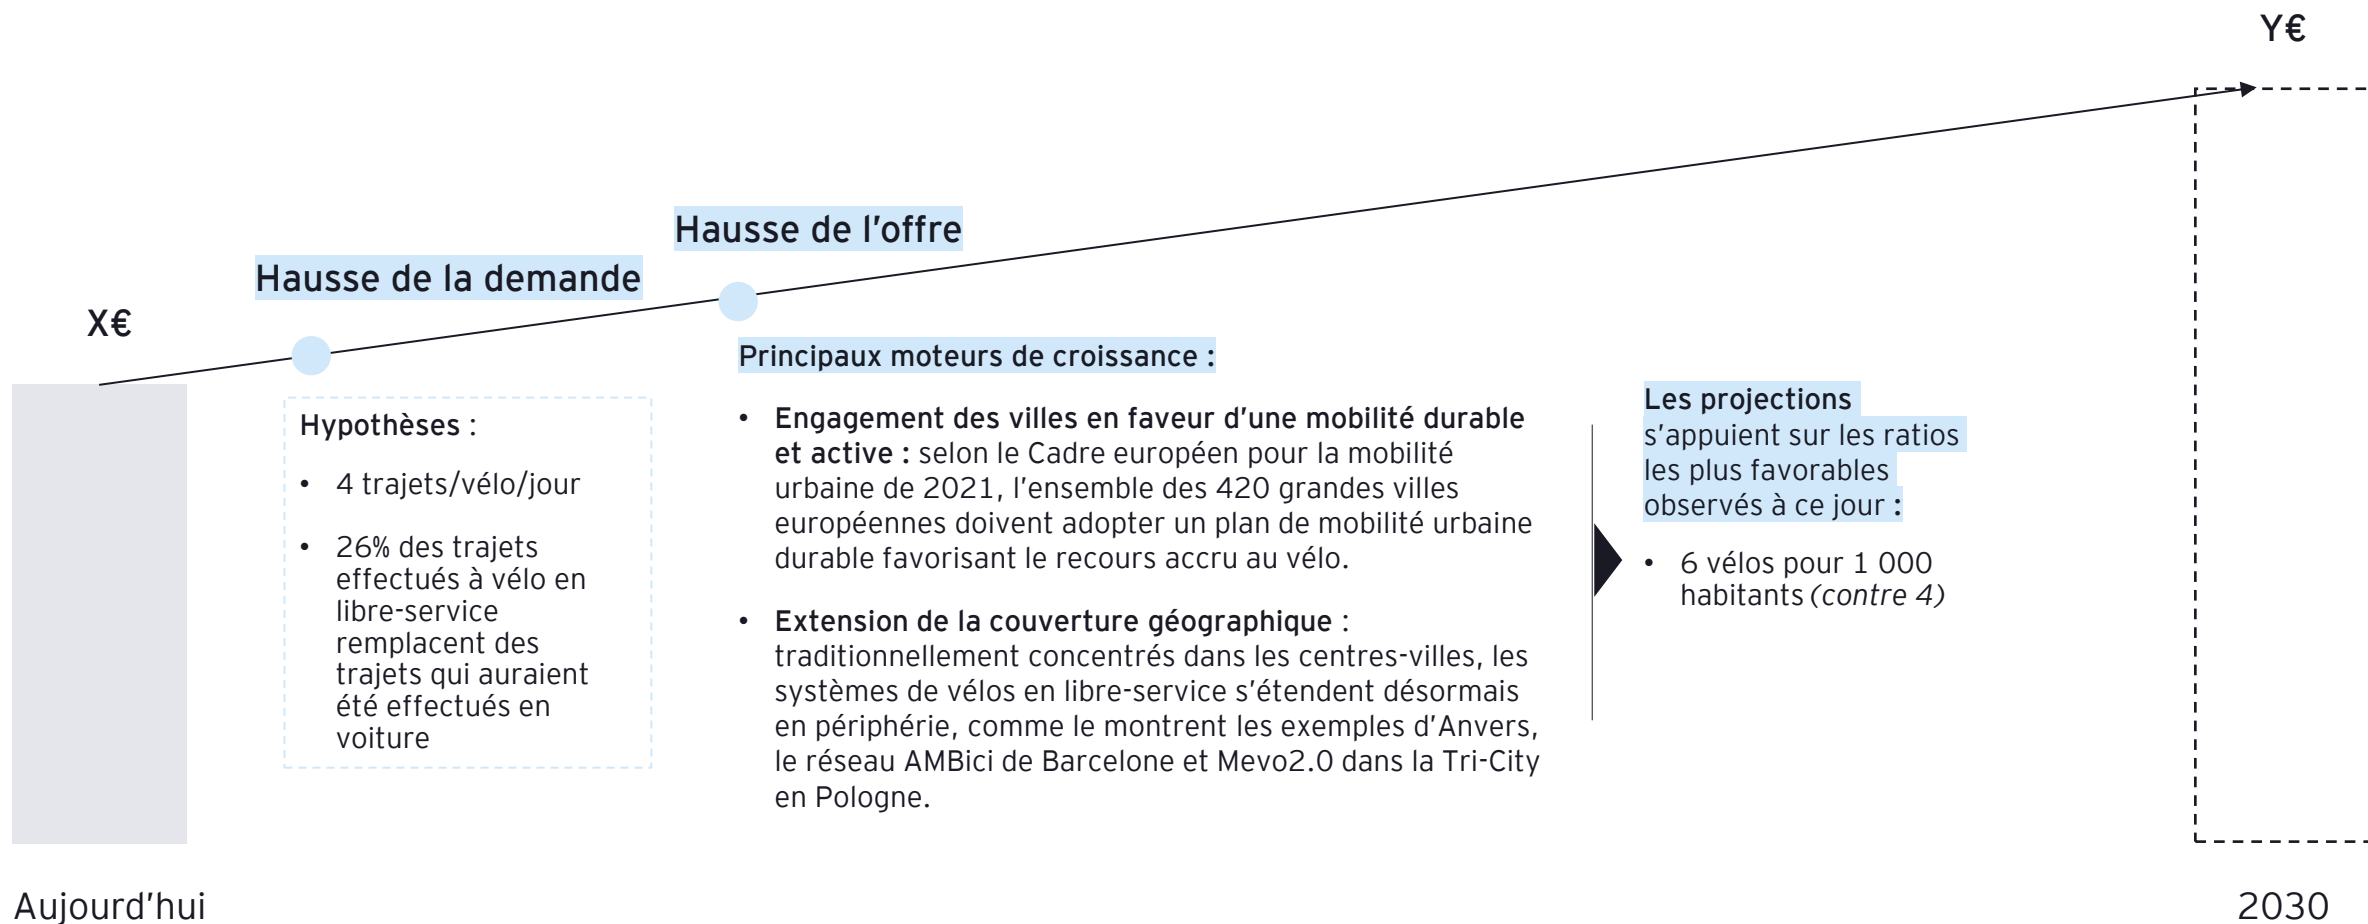 Y€
Hausse de l’offre
Hausse de la demande
X€
Hypothèses :
• 4 trajets/vélo/jour
• 26% des trajets
effectués à vélo en
libre-service
remplacent des
trajets qui auraient
été effectués en
voiture
Principaux moteurs de croissance :
• Engagement des villes en faveur d’une mobilité durable
et active : selon le Cadre européen pour la mobilité
urbaine de 2021, l’ensemble des 420 grandes villes
européennes doivent adopter un plan de mobilité urbaine
durable favorisant le recours accru au vélo.
• Extension de la couverture géographique :
traditionnellement concentrés dans les centres-villes, les
systèmes de vélos en libre-service s’étendent désormais
en périphérie, comme le montrent les exemples d’Anvers,
le réseau AMBici de Barcelone et Mevo2.0 dans la Tri-City
en Pologne.
Les projections
s’appuient sur les ratios
les plus favorables
observés à ce jour :
• 6 vélos pour 1 000
habitants (contre 4)
Aujourd’hui
2030